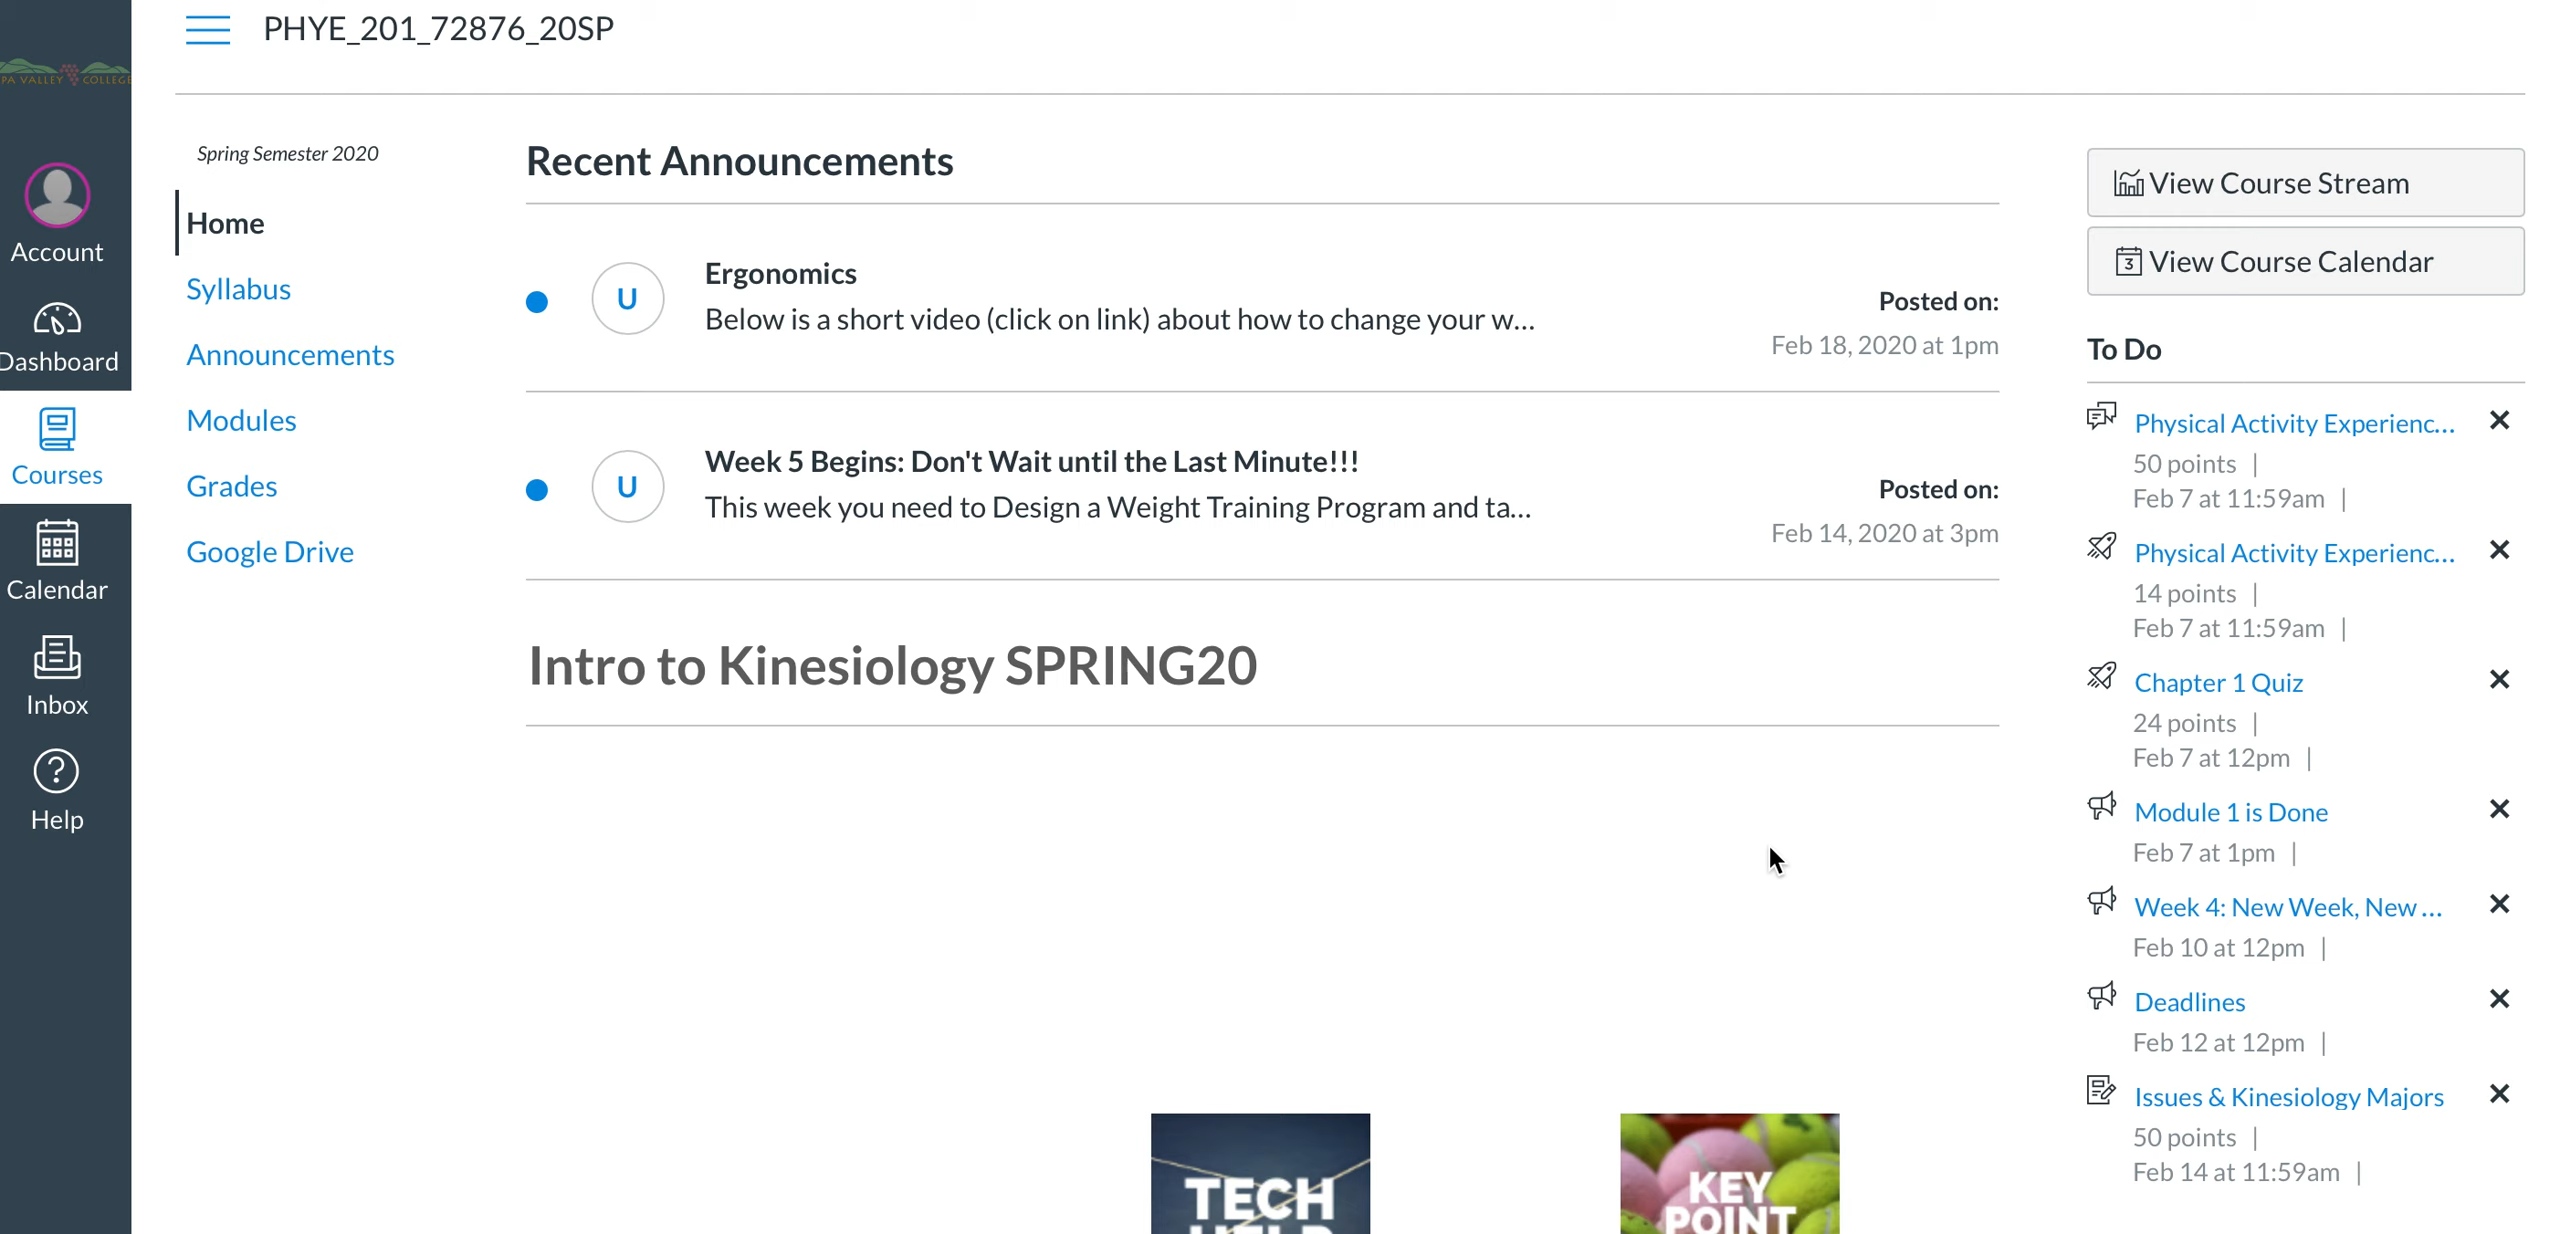 PHYE_201_72876_20SP
PA VALLEY COLLEGE
Account
Dashboard
Courses
Calendar
Inbox
Help
Spring Semester 2020
Home
Syllabus
Announcements
Modules
Grades
Google Drive
Recent Announcements
U
Ergonomics
Below is a short video (click on link) about how to change your w...
Posted on:
Feb 18, 2020 at 1pm
U
Week 5 Begins: Don't Wait until the Last Minute!!!
This week you need to Design a Weight Training Program and ta...
Posted on:
Feb 14, 2020 at 3pm
Intro to Kinesiology SPRING20
TECH
HELP
KEY
POINT
View Course Stream
3 View Course Calendar
To Do
Physical Activity Experienc...
50 points |
Feb 7 at 11:59am |
Physical Activity Experienc...
14 points |
Feb 7 at 11:59am |
Chapter 1 Quiz
24 points |
Feb 7 at 12pm |
Module 1 is Done
Feb 7 at 1pm |
Week 4: New Week, New ...
Feb 10 at 12pm |
Deadlines
Feb 12 at 12pm |
Issues & Kinesiology Majors
50 points |
Feb 14 at 11:59am |